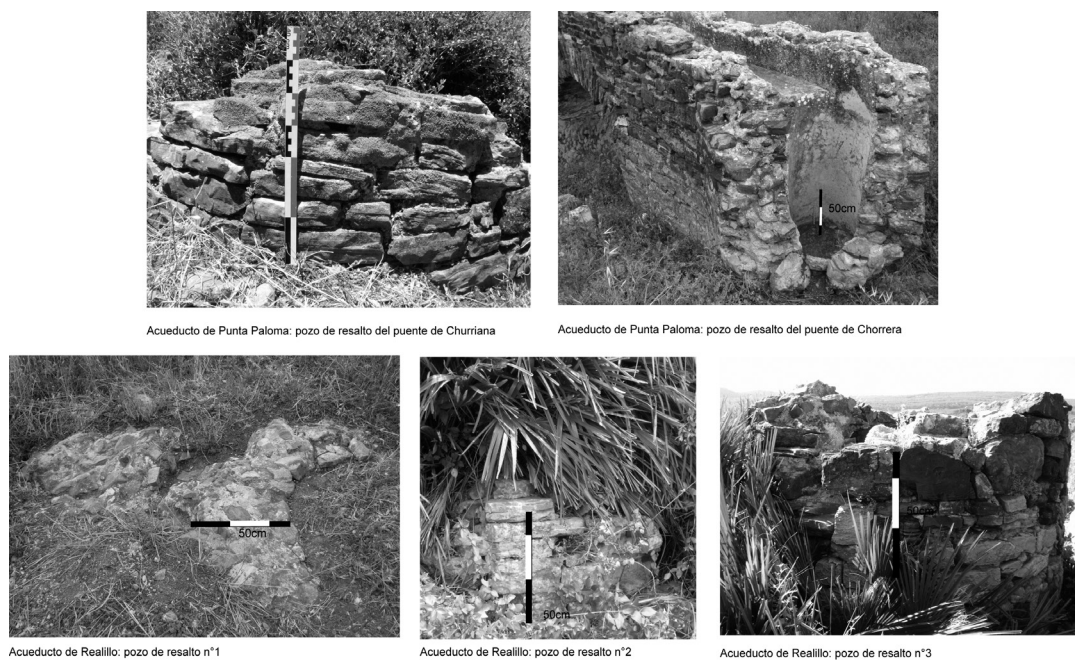 50cm
Acueducto de Punta Paloma: pozo de resalto del puente de Churriana
Acueducto de Punta Paloma: pozo de resalto del puente de Chorrera
50cm
50cm
50cm
Acueducto de Realillo: pozo de resalto n°1
Acueducto de Realillo: pozo de resalto n°2
Acueducto de Realillo: pozo de resalto n°3